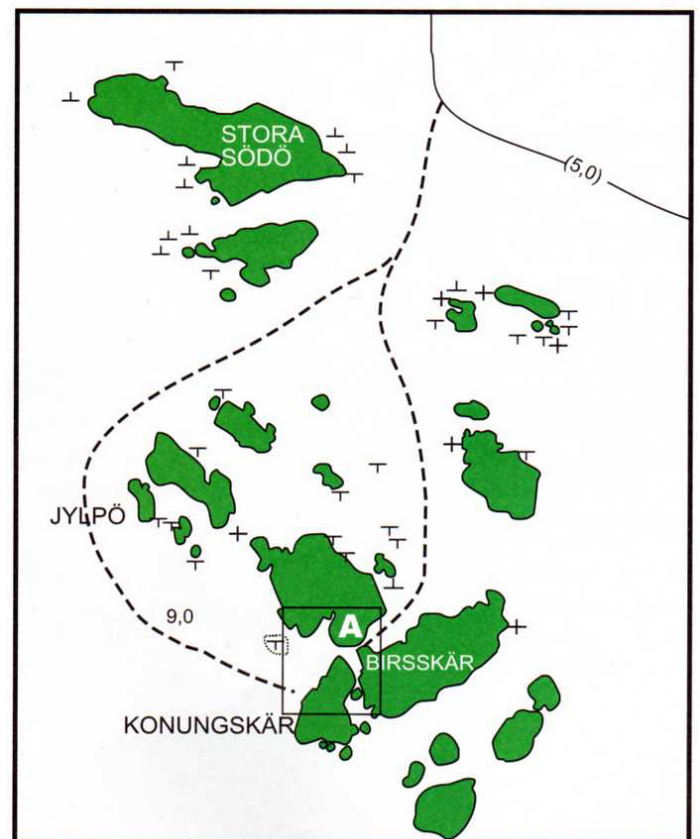 STORA
SÖDÖ
(5,0)
JYLPÖ
9,0
A
BIRSSKÄR
KONUNGSKÄR